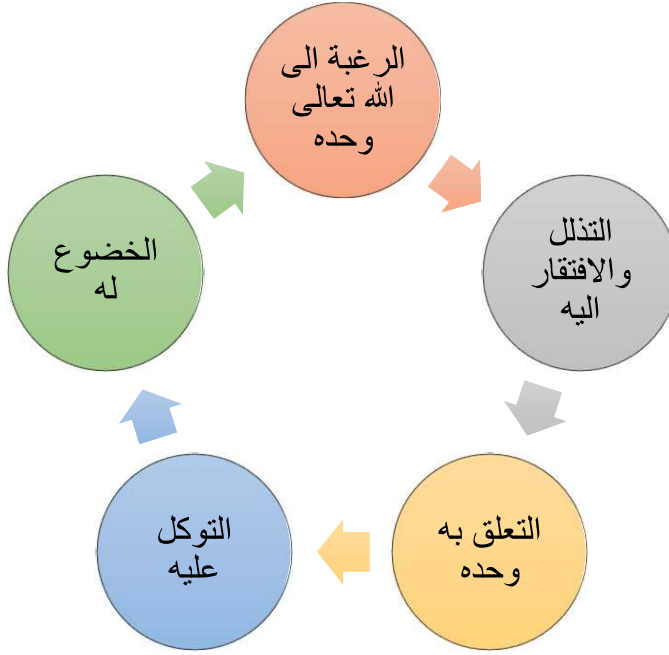 الرغبة الى
الله تعالى
وحده
التذلل
والافتقار
اليه
التعلق به
وحده
التوكل
عليه
الخضوع
له